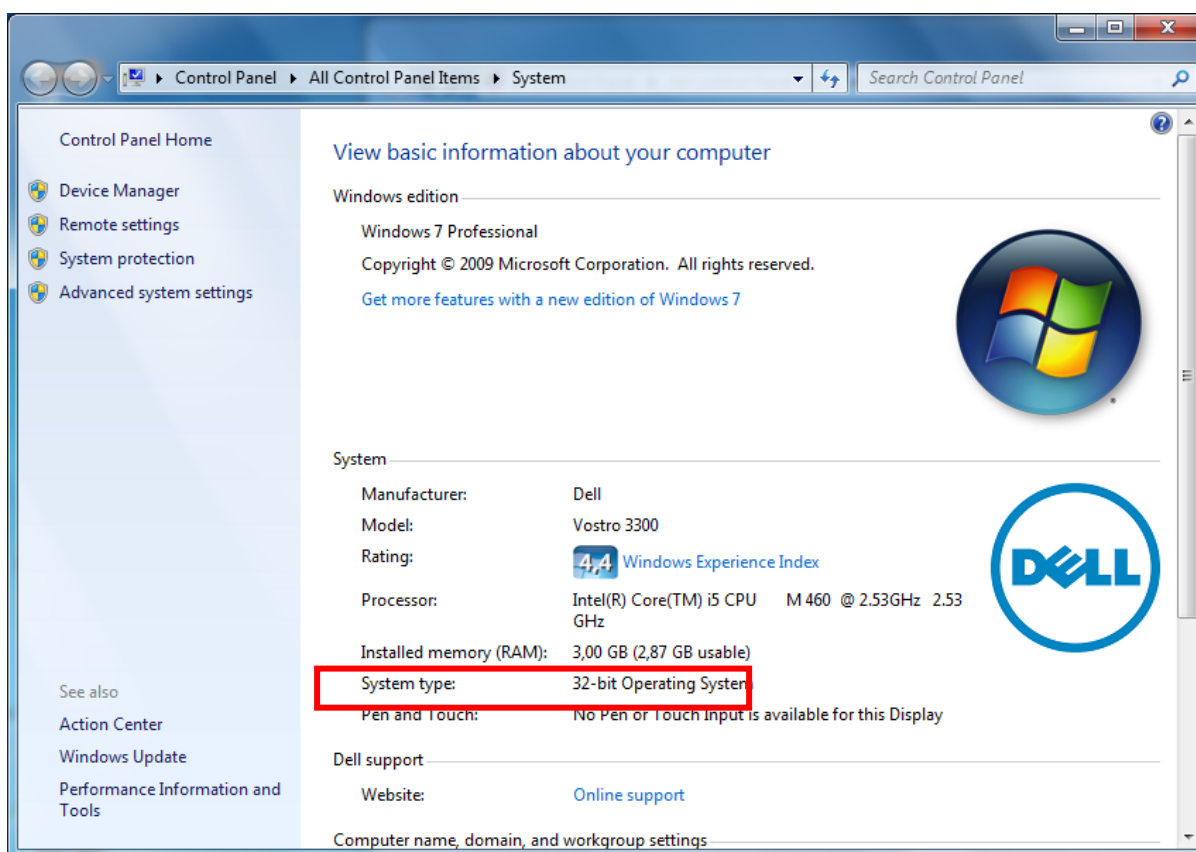 Control Panel ▸ All Control Panel Items ▸ System
Search Control Panel
Control Panel Home
Device Manager
Remote settings
System protection
Advanced system settings
See also
Action Center
Windows Update
Performance Information and
Tools
View basic information about your computer
Windows edition
Windows 7 Professional
Copyright © 2009 Microsoft Corporation. All rights reserved.
Get more features with a new edition of Windows 7
System
Manufacturer: Dell
Model: Vostro 3300
Rating: 4,4 Windows Experience Index
Processor: Intel(R) Core(TM) i5 CPU M 460 @ 2.53GHz 2.53
GHz
Installed memory (RAM): 3,00 GB (2,87 GB usable)
System type: 32-bit Operating System
Pen and Touch: No Pen or Touch Input is available for this Display
DELL
Dell support
Website: Online support
Computer name, domain, and workgroup settings